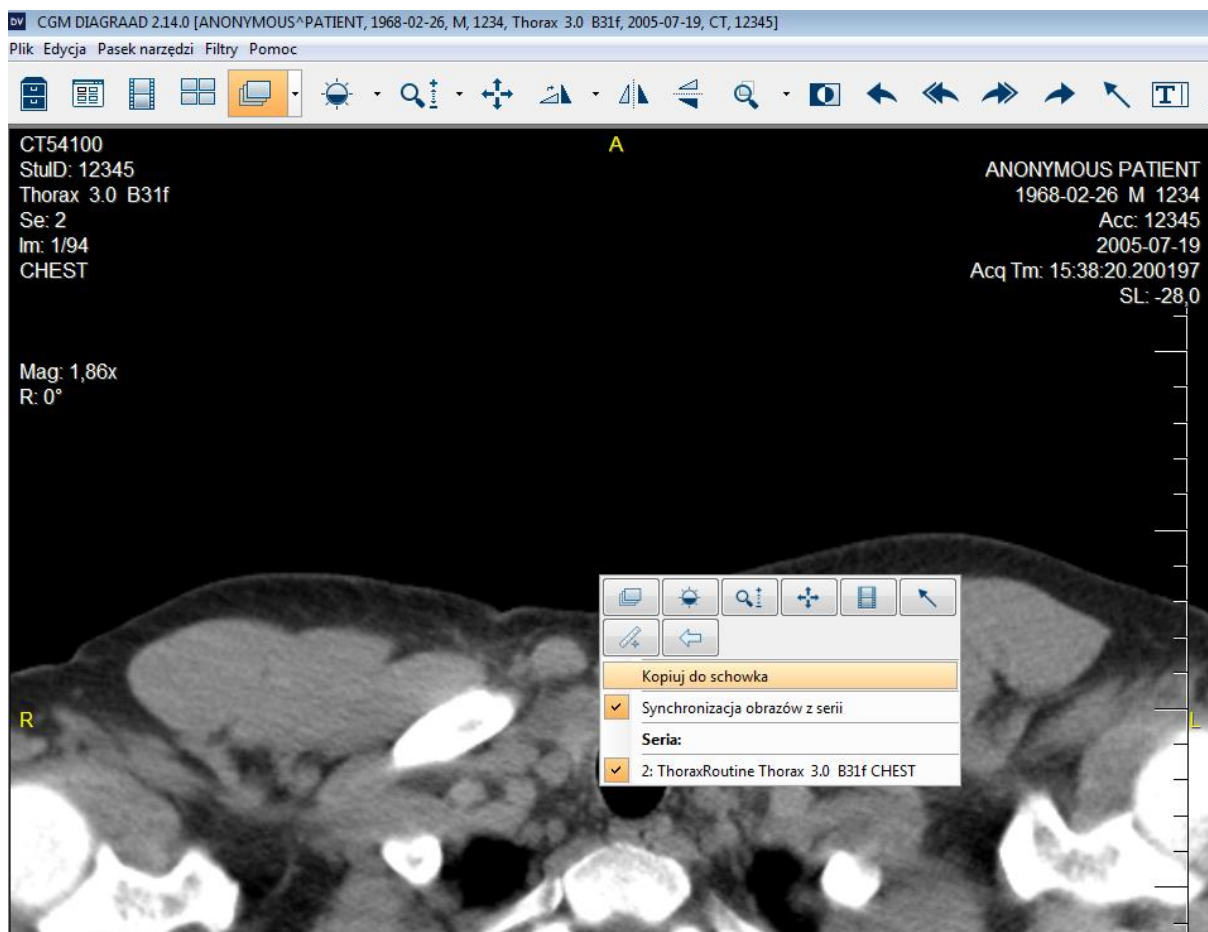 CGM DIAGRAAD 2.14.0 [ANONYMOUS^PATIENT, 1968-02-26, M, 1234, Thorax 3.0 B31f, 2005-07-19, CT, 12345]
Plik Edycja Pasek narzędzi Filtry Pomoc
CT54100
StuID: 12345
Thorax 3.0 B31f
Se: 2
Im: 1/94
CHEST
Mag: 1,86x
R: 0°
A
ANONYMOUS PATIENT
1968-02-26 M 1234
Acc: 12345
2005-07-19
Acq Tm: 15:38:20.200197
SL: -28,0
Kopiuj do schowka
Synchronizacja obrazów z serii
Seria:
2: ThoraxRoutine Thorax 3.0 B31f CHEST
R
L